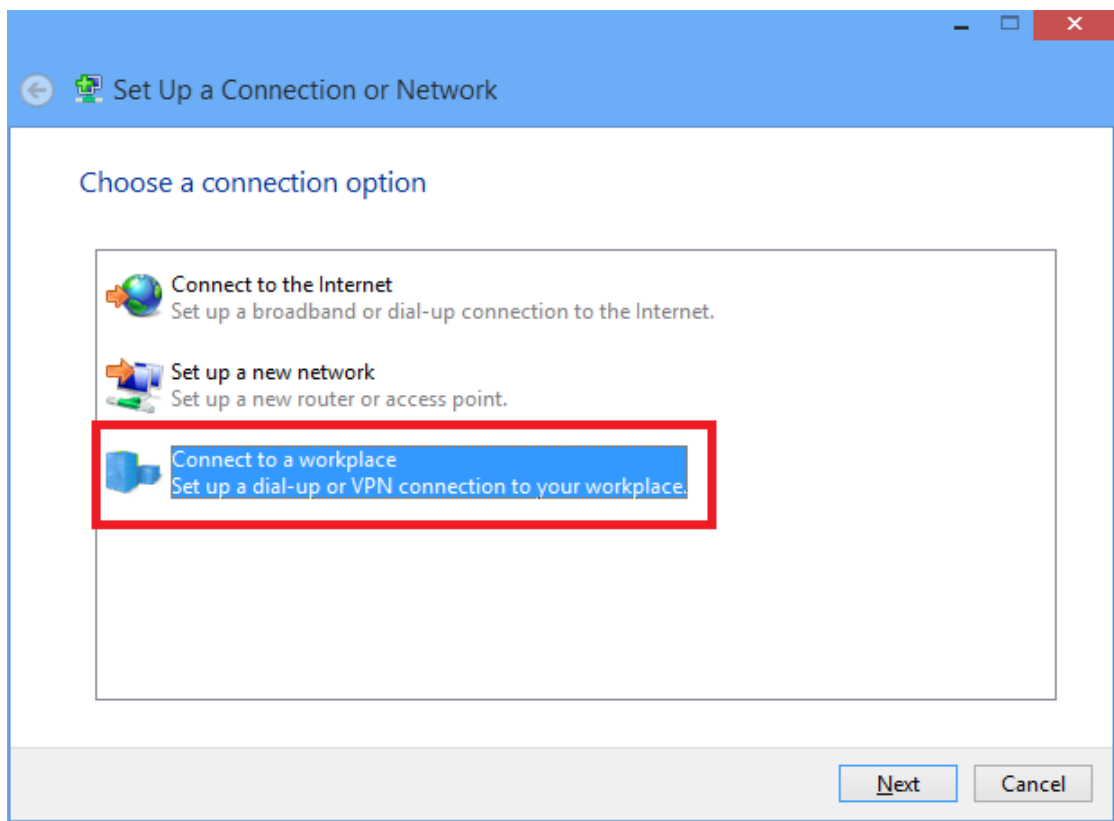 Set Up a Connection or Network
Choose a connection option
Connect to the Internet
Set up a broadband or dial-up connection to the Internet.
Set up a new network
Set up a new router or access point.
Connect to a workplace
Set up a dial-up or VPN connection to your workplace.
Next
Cancel